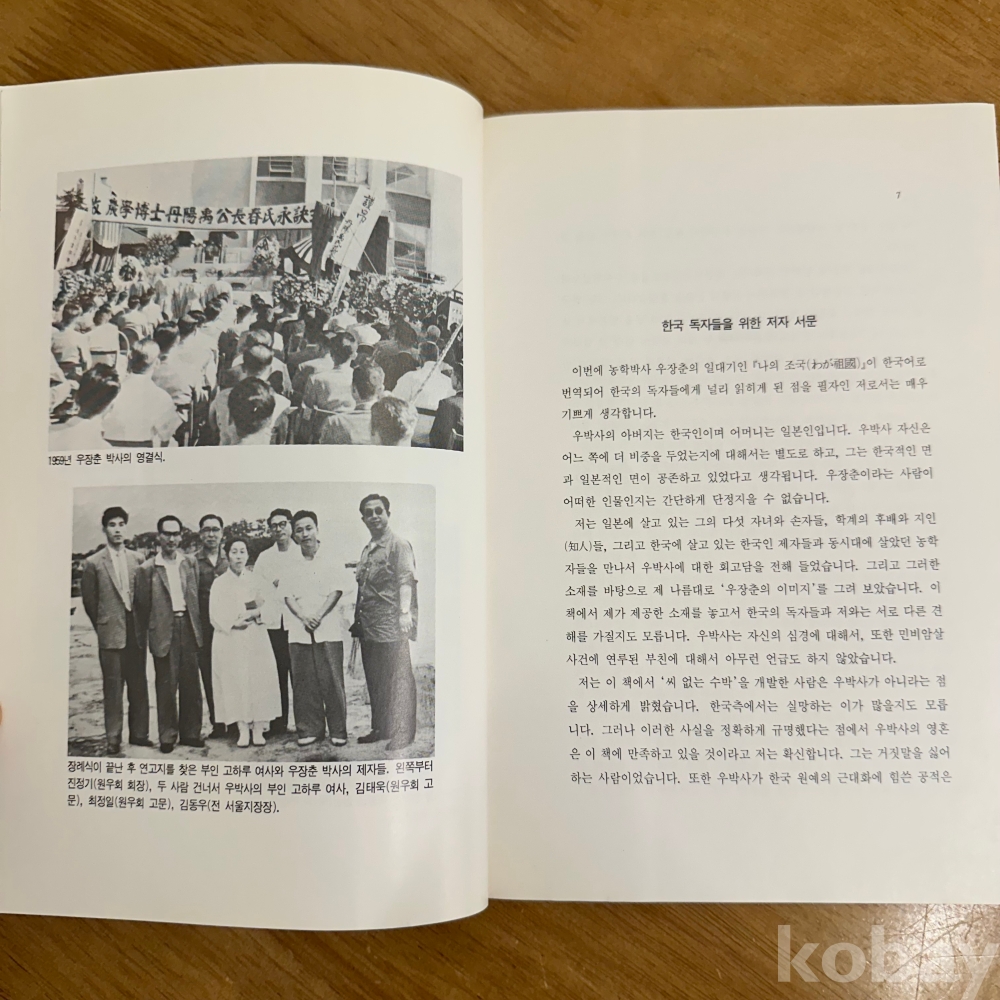 故農學博士丹陽禹公長春氏永訣式
1959년 우장춘 박사의 영결식.
장례식이 끝난 후 연고지를 찾은 부인 고하루 여사와 우장춘 박사의 제자들. 왼쪽부터
진정기(원우회 회장), 두 사람 건너서 우박사의 부인 고하루 여사, 김태욱(원우회 고
문), 최정일(원우회 고문), 김동우(전 서울지장장).
7
한국 독자들을 위한 저자 서문
이번에 농학박사 우장춘의 일대기인 『나의 조국(わが祖國)』이 한국어로
번역되어 한국의 독자들에게 널리 읽히게 된 점을 필자인 저로서는 매우
기쁘게 생각합니다.
우박사의 아버지는 한국인이며 어머니는 일본인입니다. 우박사 자신은
어느 쪽에 더 비중을 두었는지에 대해서는 별도로 하고, 그는 한국적인 면
과 일본적인 면이 공존하고 있었다고 생각됩니다. 우장춘이라는 사람이
어떠한 인물인지는 간단하게 단정지을 수 없습니다.
저는 일본에 살고 있는 그의 다섯 자녀와 손자들, 학계의 후배와 지인
(知人)들, 그리고 한국에 살고 있는 한국인 제자들과 동시대에 살았던 농학
자들을 만나서 우박사에 대한 회고담을 전해 들었습니다. 그리고 그러한
소재를 바탕으로 제 나름대로 ‘우장춘의 이미지’를 그려 보았습니다. 이
책에서 제가 제공한 소재를 놓고서 한국의 독자들과 저와는 서로 다른 견
해를 가질지도 모릅니다. 우박사는 자신의 심경에 대해서, 또한 민비암살
사건에 연루된 부친에 대해서 아무런 언급도 하지 않았습니다.
저는 이 책에서 ‘씨 없는 수박’을 개발한 사람은 우박사가 아니라는 점
을 상세하게 밝혔습니다. 한국측에서는 실망하는 이가 많을지도 모릅
니다. 그러나 이러한 사실을 정확하게 규명했다는 점에서 우박사의 영혼
은 이 책에 만족하고 있을 것이라고 저는 확신합니다. 그는 거짓말을 싫어
하는 사람이었습니다. 또한 우박사가 한국 원예의 근대화에 힘쓴 공적은
kobay